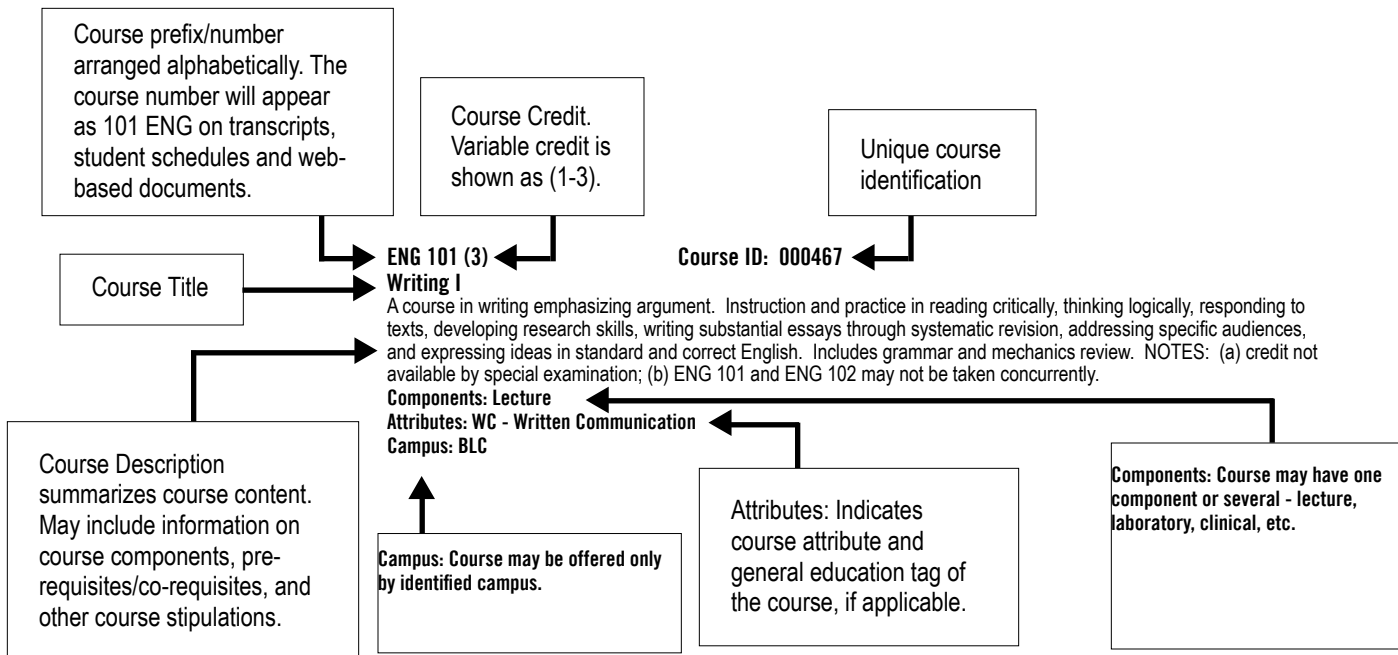 Course prefix/number
arranged alphabetically. The
course number will appear
as 101 ENG on transcripts,
student schedules and web-
based documents.
Course Credit.
Variable credit is
shown as (1-3).
Unique course
identification
ENG 101 (3)
Course ID: 000467
Course Title
Writing I
A course in writing emphasizing argument. Instruction and practice in reading critically, thinking logically, responding to
texts, developing research skills, writing substantial essays through systematic revision, addressing specific audiences,
and expressing ideas in standard and correct English. Includes grammar and mechanics review. NOTES: (a) credit not
available by special examination; (b) ENG 101 and ENG 102 may not be taken concurrently.
Components: Lecture
Attributes: WC - Written Communication
Campus: BLC
Course Description
summarizes course content.
May include information on
course components, pre-
requisites/co-requisites, and
other course stipulations.
Campus: Course may be offered only
by identified campus.
Attributes: Indicates
course attribute and
general education tag of
the course, if applicable.
Components: Course may have one
component or several - lecture,
laboratory, clinical, etc.